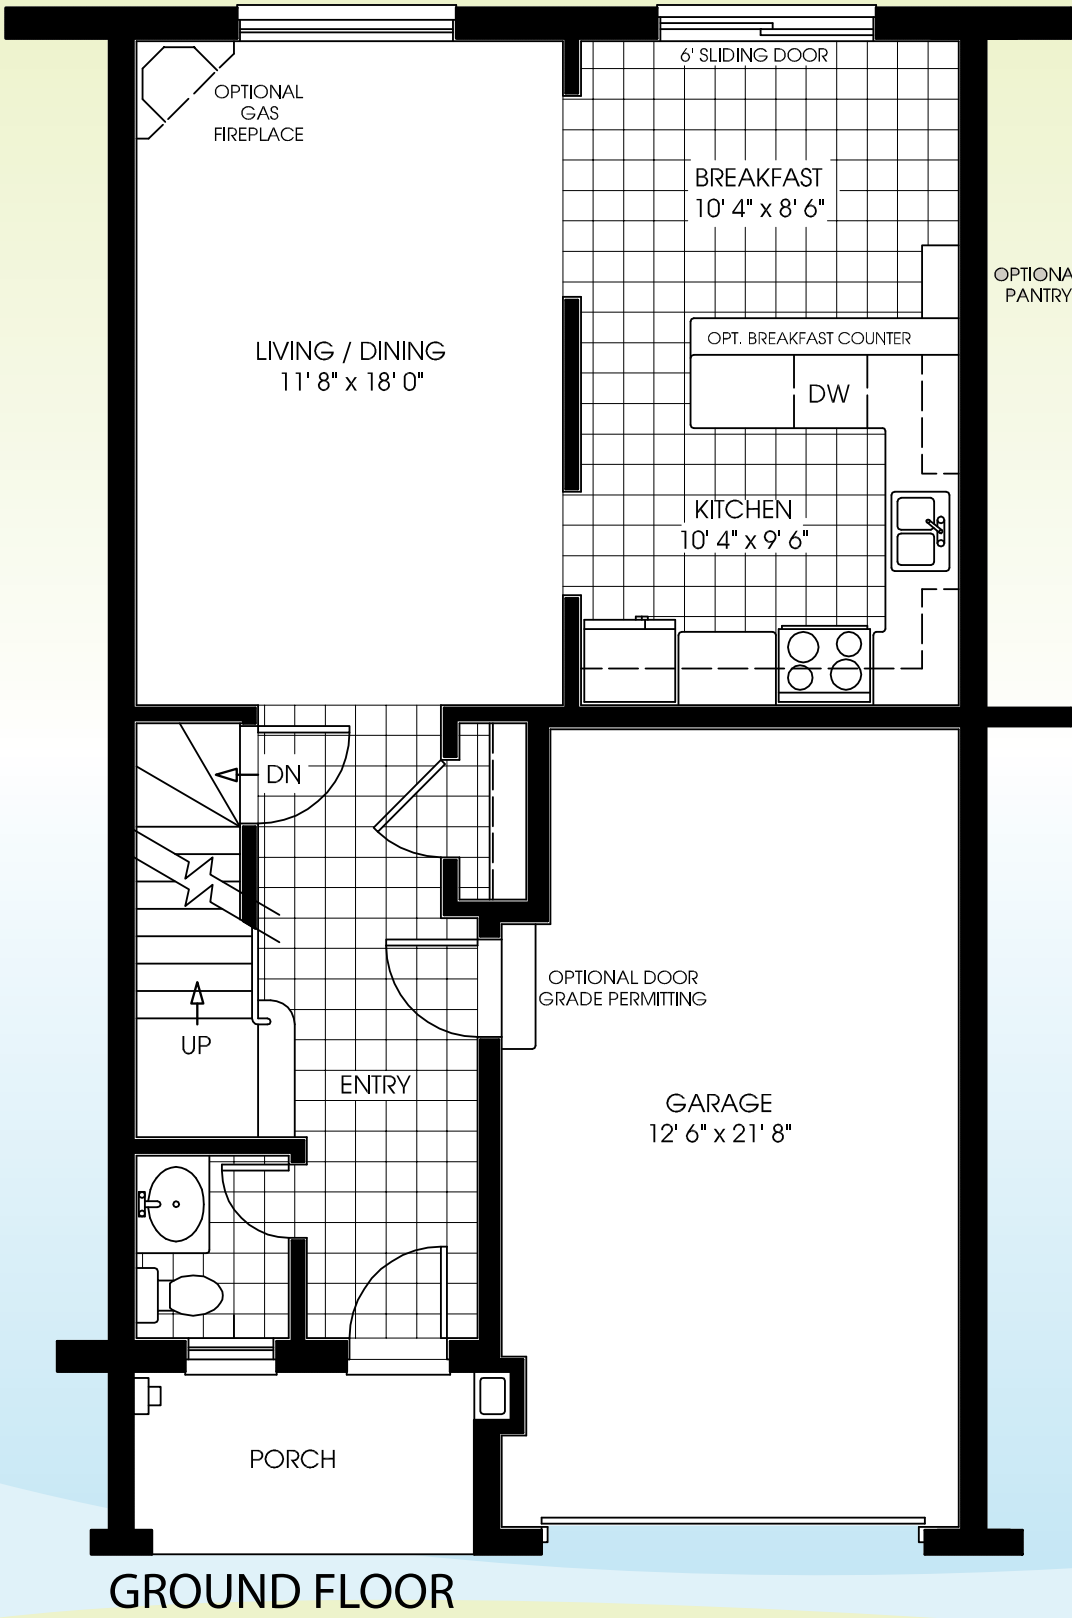 6' SLIDING DOOR
OPTIONAL
GAS
FIREPLACE
BREAKFAST
10' 4" x 8' 6"
OPTIONA
PANTRY
OPT. BREAKFAST COUNTER
LIVING / DINING
11' 8" x 18' 0"
DW
KITCHEN
10' 4" x 9' 6"
DN
OPTIONAL DOOR
GRADE PERMITTING
UP
ENTRY
GARAGE
12' 6" x 21' 8"
PORCH
GROUND FLOOR